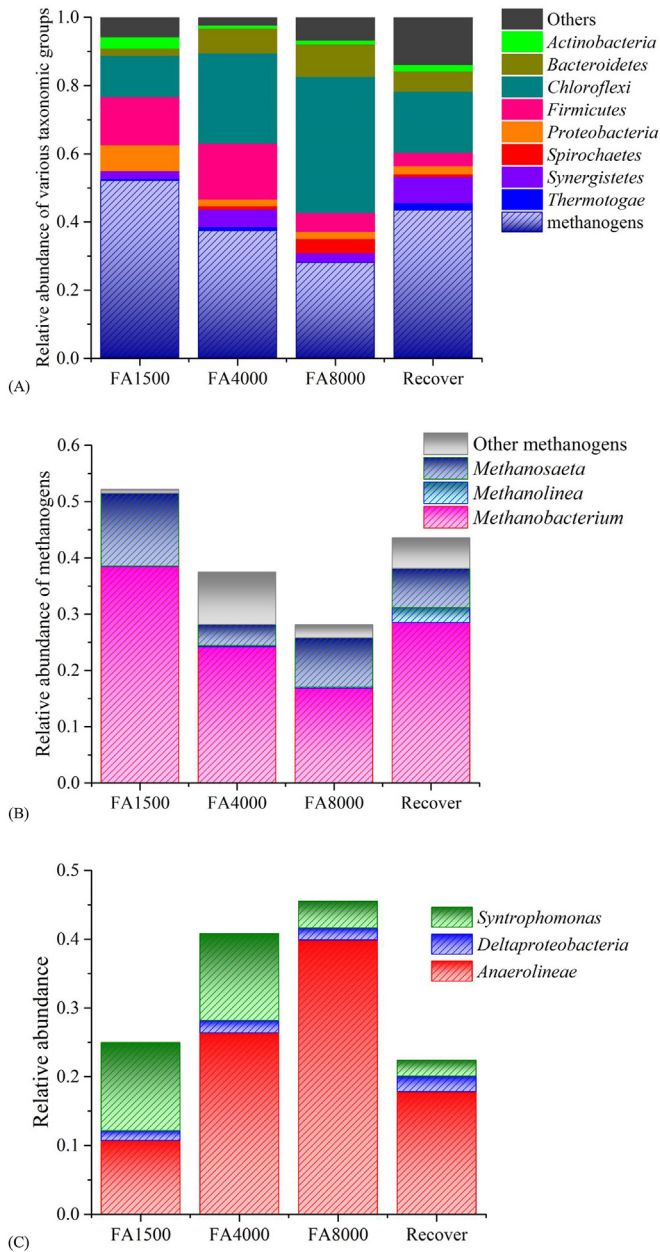 Relative abundance of various taxonomic groups
1.0
0.8
0.6
0.4
0.2
0.0
FA1500 FA4000 FA8000 Recover
Others
Actinobacteria
Bacteroidetes
Chloroflexi
Firmicutes
Proteobacteria
Spirochaetes
Synergistetes
Thermotogae
methanogens
(A)
Relative abundance of methanogens
0.6
0.5
0.4
0.3
0.2
0.1
0.0
FA1500 FA4000 FA8000 Recover
Other methanogens
Methanosaeta
Methanolinea
Methanobacterium
(B)
Relative abundance
0.5
0.4
0.3
0.2
0.1
0.0
FA1500 FA4000 FA8000 Recover
Syntrophomonas
Deltaproteobacteria
Anaerolineae
(C)